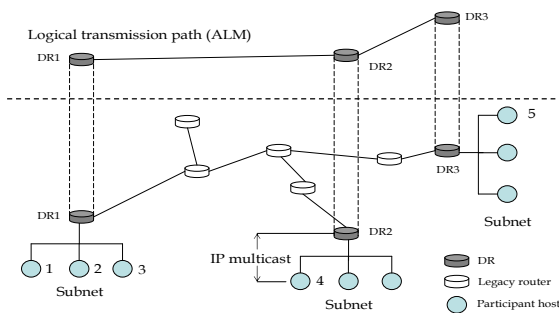 DR3
Logical transmission path (ALM)
DR1
DR2
5
DR3
DR1
Subnet
DR2
IP multicast
DR
1 2 3
4
Legacy router
Subnet
Subnet
Participant host